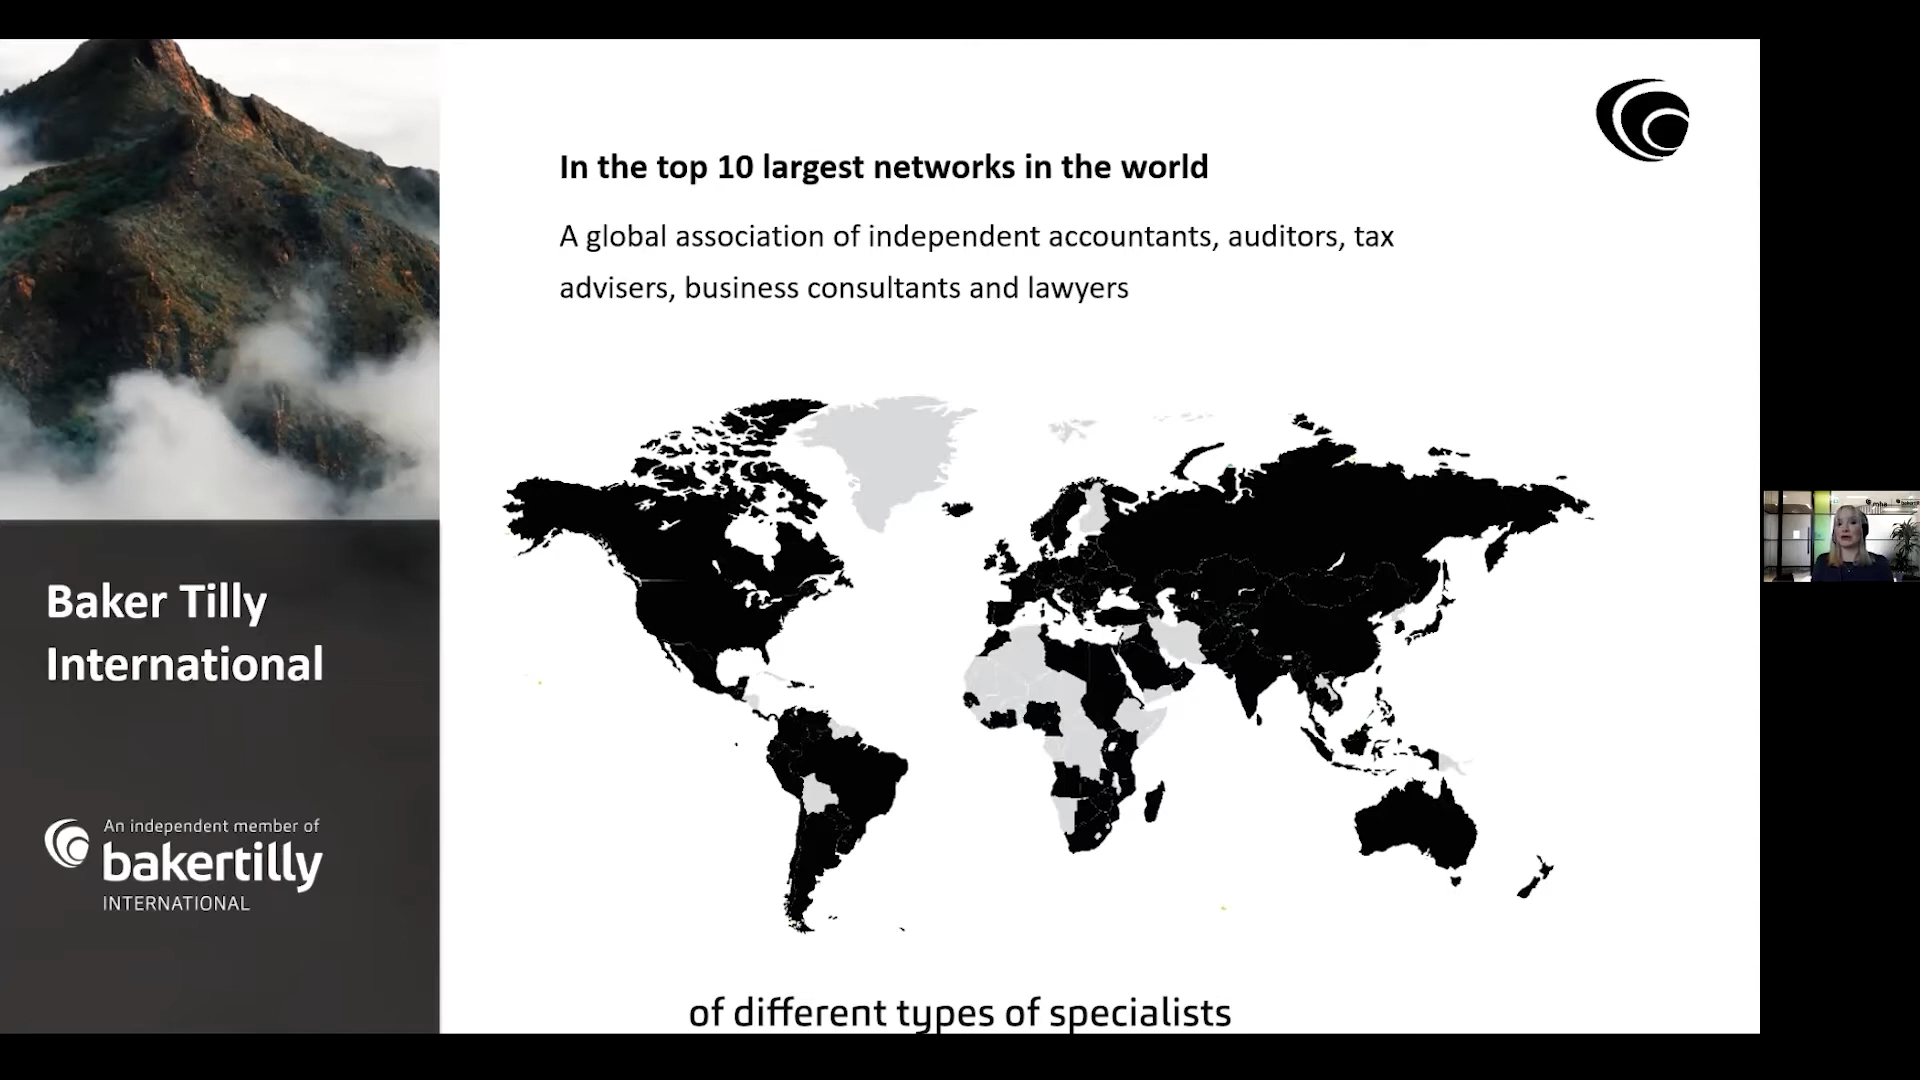 In the top 10 largest networks in the world
A global association of independent accountants, auditors, tax
advisers, business consultants and lawyers
Baker Tilly
International
An independent member of
bakertilly
INTERNATIONAL
of different types of specialists
mha